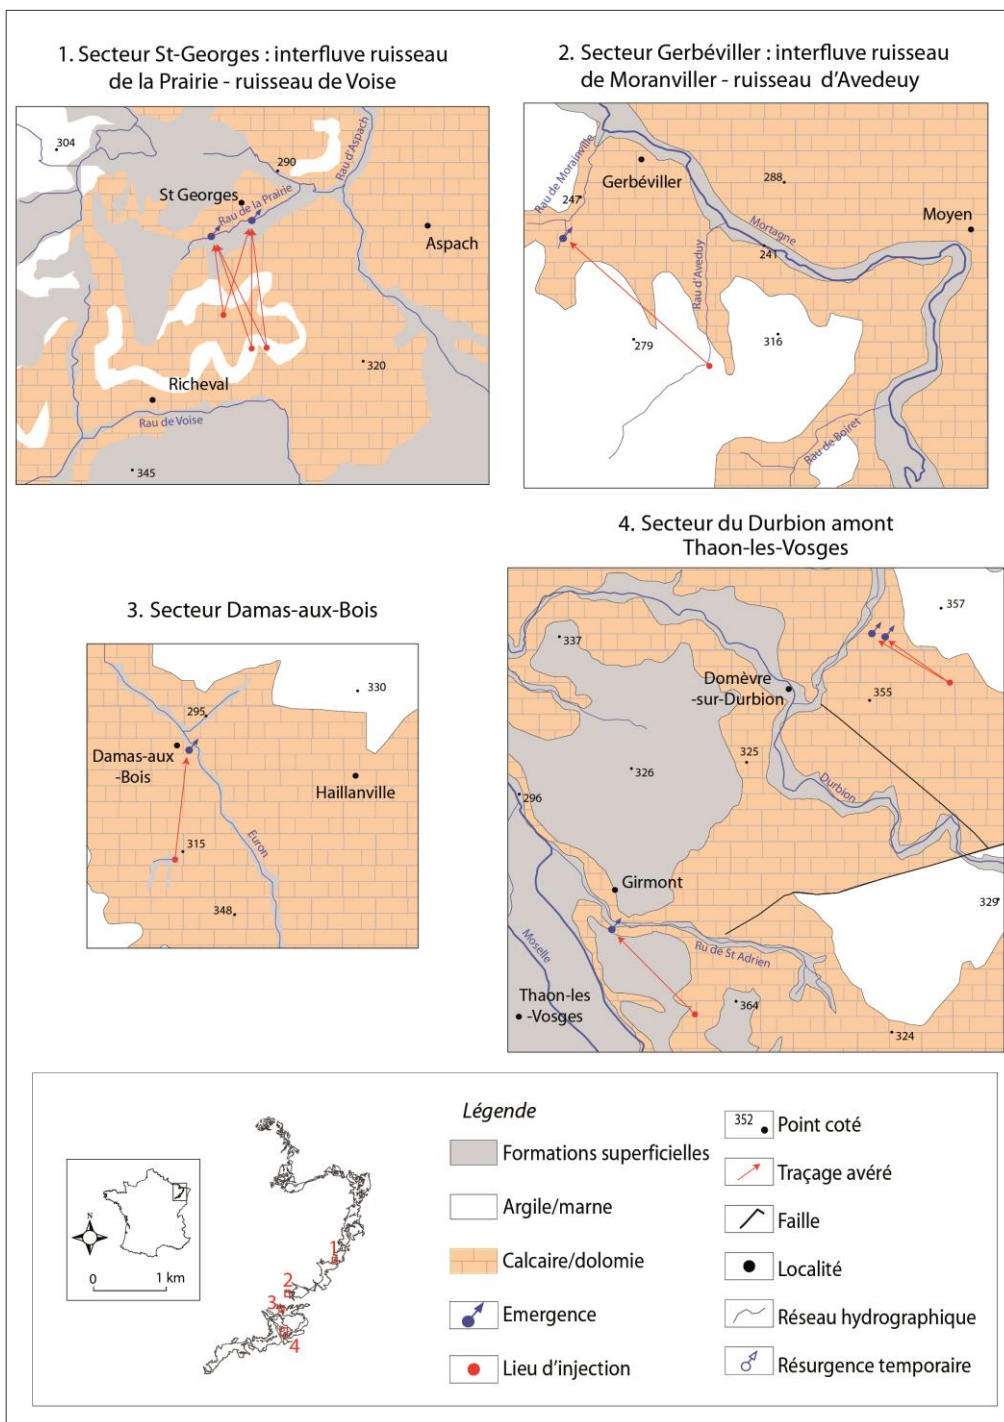 1. Secteur St-Georges : interfluve ruisseau
de la Prairie - ruisseau de Voise
304
290
St Georges
Rau de la Prairie
Rau d'Aspach
Aspach
320
Richeval
Rau de Voise
345
2. Secteur Gerbéviller : interfluve ruisseau
de Moranviller - ruisseau d'Avedeuy
Rau de Morainville
Gerbéviller
247
288
Moyen
Mortagne
241
Rau d'Aveduy
279
316
Rau de Boiret
3. Secteur Damas-aux-Bois
330
295
Damas-aux
-Bois
Haillanville
315
Euron
348
4. Secteur du Durbion amont
Thaon-les-Vosges
357
337
Domèvre
-sur-Durbion
355
325
326
Durbion
296
Girmont
329
Moselle
Ru de St Adrien
Thaon-les
-Vosges
364
324
Légende
Formations superficielles
Argile/marne
Calcaire/dolomie
Emergence
Lieu d'injection
352
Point coté
Traçage avéré
Faille
Localité
Réseau hydrographique
Résurgence temporaire
N
0 1 km
1
2
3
4